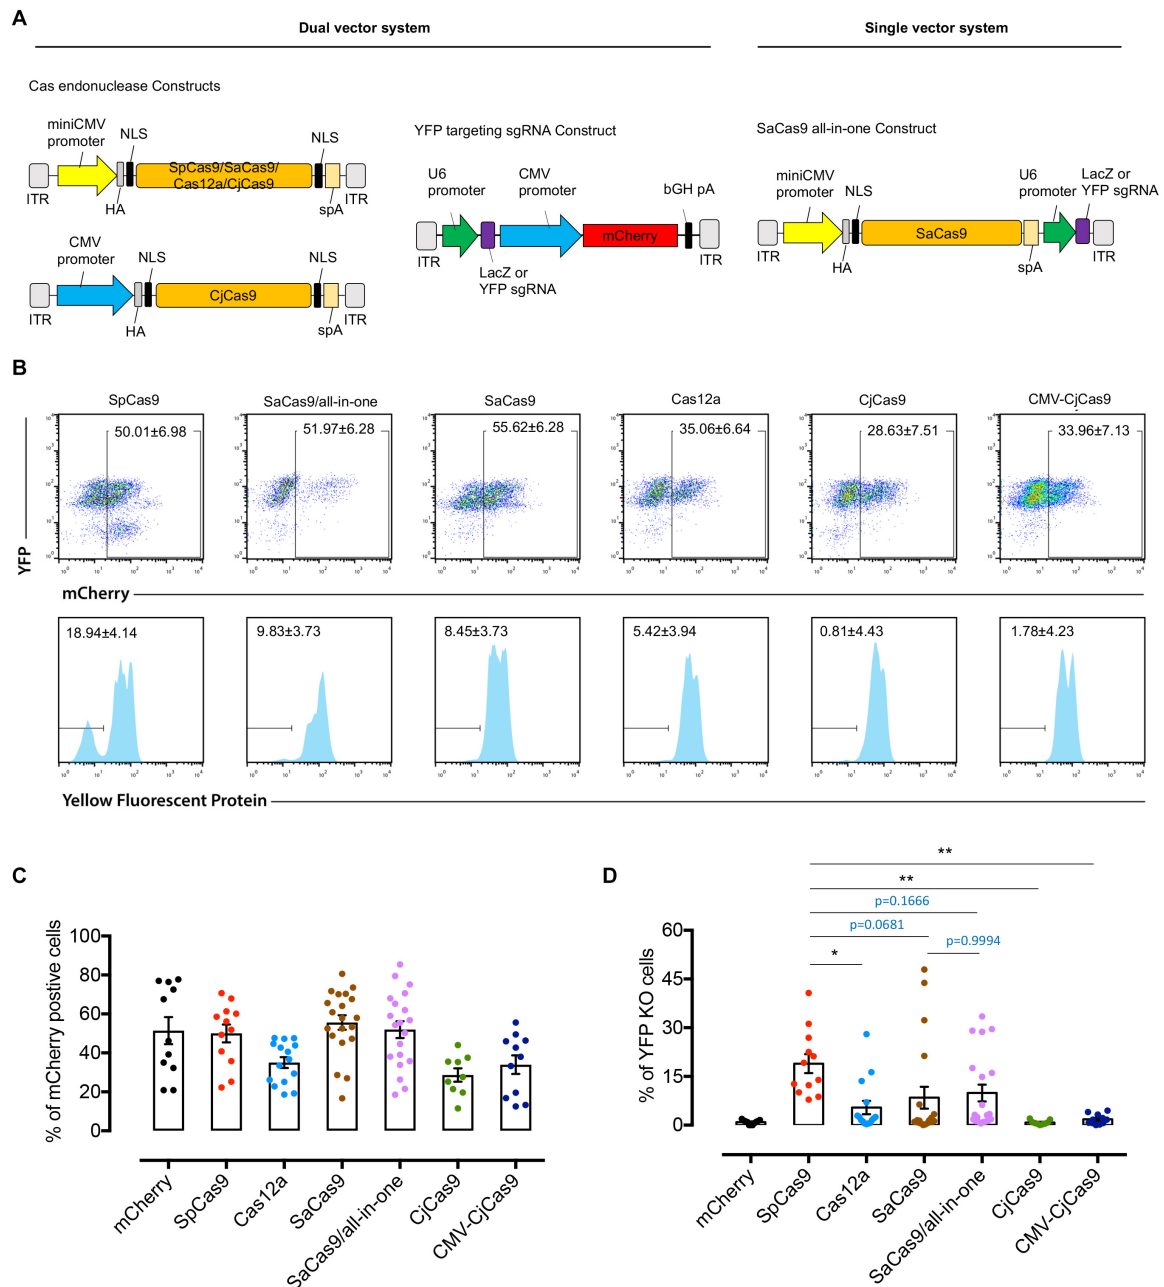 A
Dual vector system
Single vector system
Cas endonuclease Constructs
miniCMV
promoter
NLS
NLS
SpCas9/SaCas9/
Cas12a/CjCas9
ITR
HA
spA
ITR
CMV
promoter
NLS
NLS
CjCas9
ITR
HA
spA
ITR
YFP targeting sgRNA Construct
U6
promoter
CMV
promoter
bGH pA
mCherry
ITR
LacZ or
YFP sgRNA
ITR
SaCas9 all-in-one Construct
miniCMV
promoter
NLS
U6
promoter
LacZ or
YFP sgRNA
SaCas9
ITR
HA
spA
ITR
B
SpCas9
SaCas9/all-in-one
SaCas9
Cas12a
CjCas9
CMV-CjCas9
50.01±6.98
51.97±6.28
55.62±6.28
35.06±6.64
28.63±7.51
33.96±7.13
YFP
mCherry
18.94±4.14
9.83±3.73
8.45±3.73
5.42±3.94
0.81±4.43
1.78±4.23
Yellow Fluorescent Protein
C
% of mCherry postive cells
100
80
60
40
20
0
mCherry
SpCas9
Cas12a
SaCas9
SaCas9/all-in-one
CjCas9
CMV-CjCas9
D
**
**
p=0.1666
p=0.0681
p=0.9994
*
% of YFP KO cells
60
45
30
15
0
mCherry
SpCas9
Cas12a
SaCas9
SaCas9/all-in-one
CjCas9
CMV-CjCas9